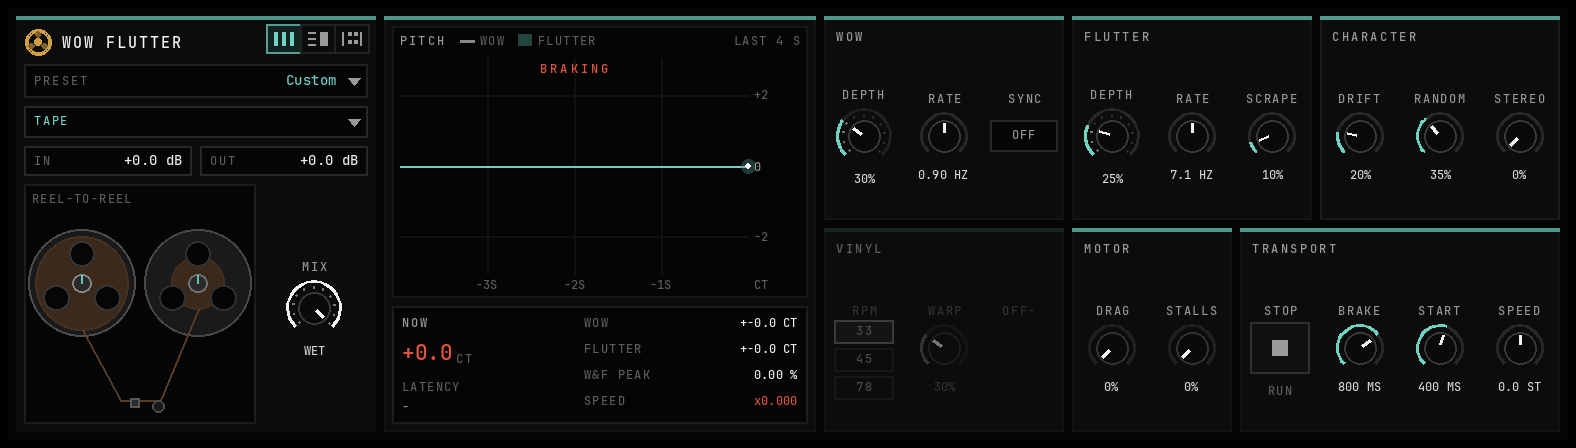 WOW FLUTTER
PRESET Custom
TAPE
IN +0.0 dB OUT +0.0 dB
REEL-TO-REEL
MIX
WET
PITCH WOW FLUTTER LAST 4 S
BRAKING
+2
0
-2
-3S -2S -1S CT
NOW
+0.0 CT
LATENCY
-
WOW +-0.0 CT
FLUTTER +-0.0 CT
W&F PEAK 0.00 %
SPEED x0.000
WOW
DEPTH RATE SYNC
OFF
30% 0.90 HZ
FLUTTER
DEPTH RATE SCRAPE
25% 7.1 HZ 10%
CHARACTER
DRIFT RANDOM STEREO
20% 35% 0%
VINYL
RPM WARP OFF-
33
45
78
30%
MOTOR
DRAG STALLS
0% 0%
TRANSPORT
STOP BRAKE START SPEED
RUN 800 MS 400 MS 0.0 ST